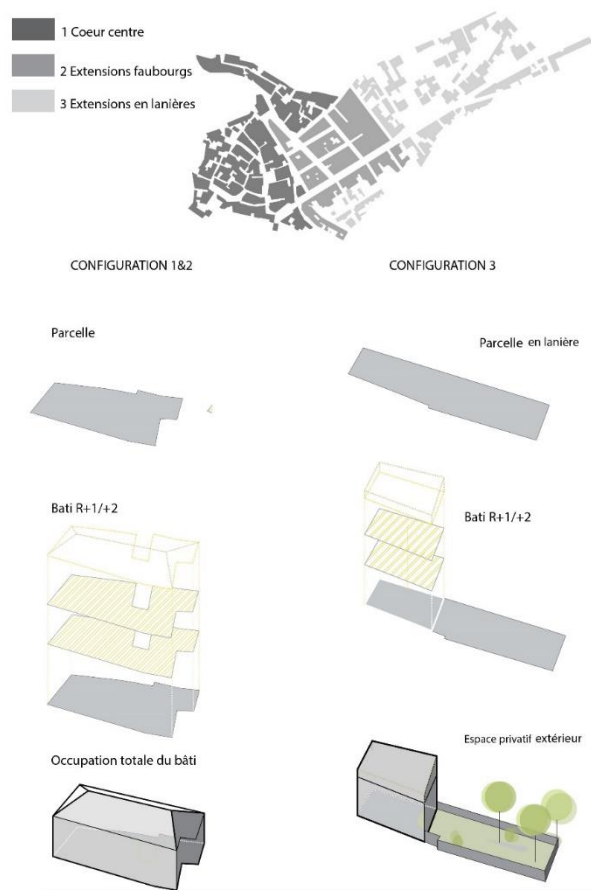 1 Coeur centre
2 Extensions faubourgs
3 Extensions en lanières
CONFIGURATION 1&2
CONFIGURATION 3
Parcelle
Parcelle en lanière
Bati R+1/+2
Bati R+1/+2
Occupation totale du bâti
Espace privatif extérieur